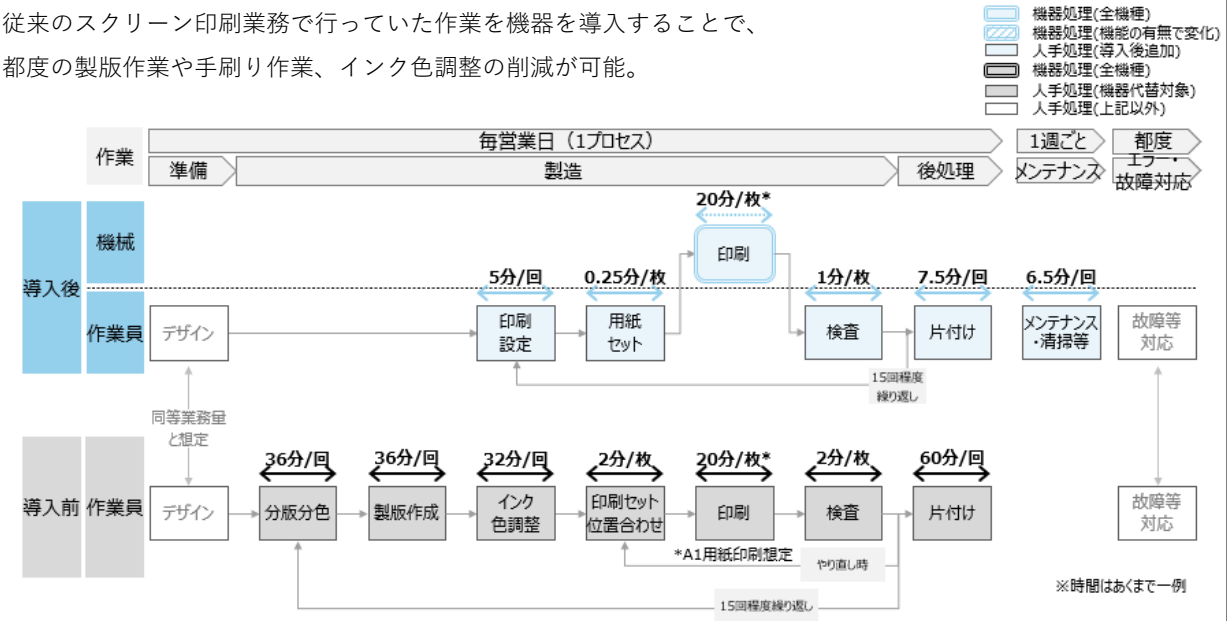 従来のスクリーン印刷業務で行っていた作業を機器を導入することで、
都度の製版作業や手刷り作業、インク色調整の削減が可能。
機器処理(全機種)
機器処理(機能の有無で変化)
人手処理(導入後追加)
機器処理(全機種)
人手処理(機器代替対象)
人手処理(上記以外)
作業
毎営業日（1プロセス）
1週ごと
都度
準備
製造
後処理
メンテナンス
エラー・
故障対応
導入後
機械
20分/枚*
印刷
作業員
デザイン
5分/回
印刷
設定
0.25分/枚
用紙
セット
1分/枚
検査
7.5分/回
片付け
6.5分/回
メンテナンス
・清掃等
故障等
対応
15回程度
繰り返し
同等業務量
と想定
導入前
作業員
デザイン
36分/回
分版分色
36分/回
製版作成
32分/回
インク
色調整
2分/枚
印刷セット
位置合わせ
20分/枚*
印刷
2分/枚
検査
60分/回
片付け
故障等
対応
*A1用紙印刷想定
やり直し時
15回程度繰り返し
※時間はあくまで一例